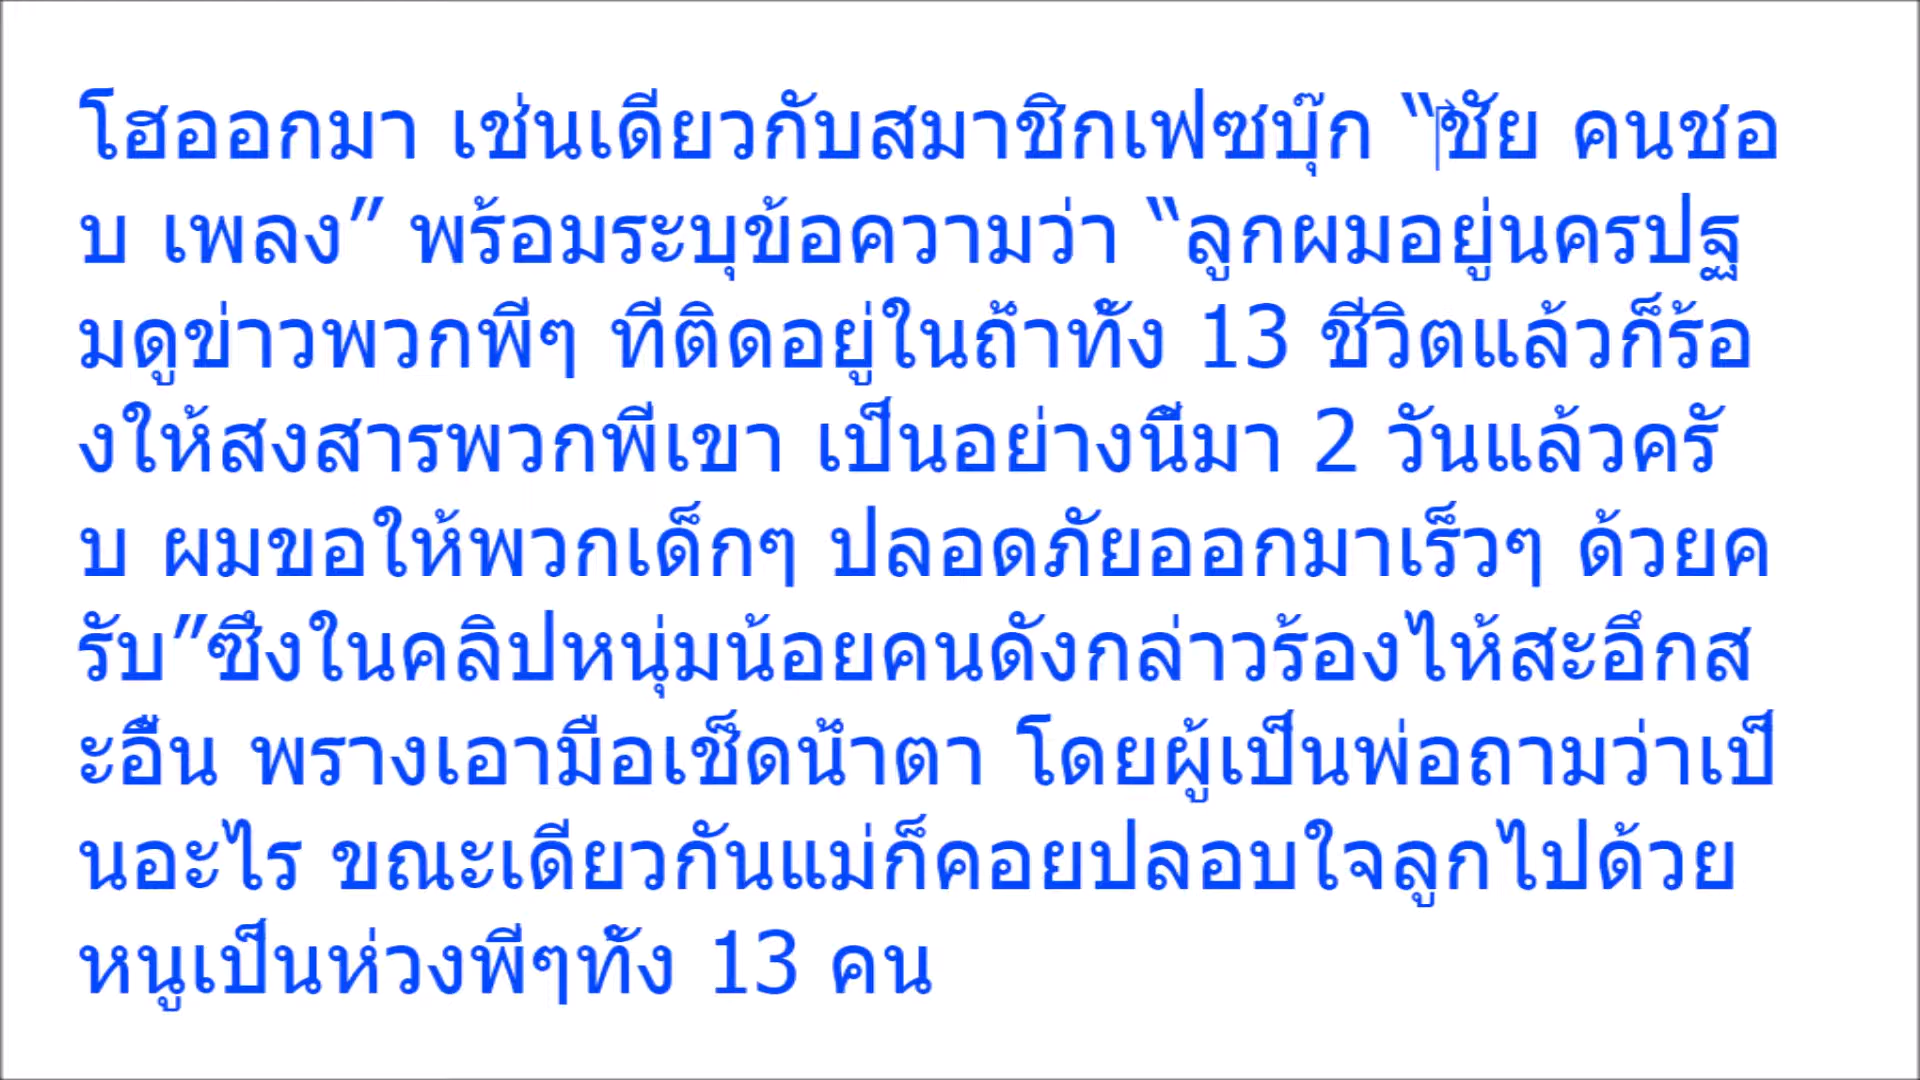 โฮออกมา เช่นเดียวกับสมาชิกเฟซบุ๊ก “ชัย คนชอ
บ เพลง” พร้อมระบุข้อความว่า “ลูกผมอยู่นครปฐ
มดูข่าวพวกพี่ๆ ที่ติดอยู่ในถ้ำทั้ง 13 ชีวิตแล้วก็ร้อ
งให้สงสารพวกพี่เขา เป็นอย่างนี้มา 2 วันแล้วครั
บ ผมขอให้พวกเด็กๆ ปลอดภัยออกมาเร็วๆ ด้วยค
รับ”ซึ่งในคลิปหนุ่มน้อยคนดังกล่าวร้องไห้สะอึกส
ะอื้น พรางเอามือเช็ดน้ำตา โดยผู้เป็นพ่อถามว่าเป็
นอะไร ขณะเดียวกันแม่ก็คอยปลอบใจลูกไปด้วย
หนูเป็นห่วงพี่ๆทั้ง 13 คน